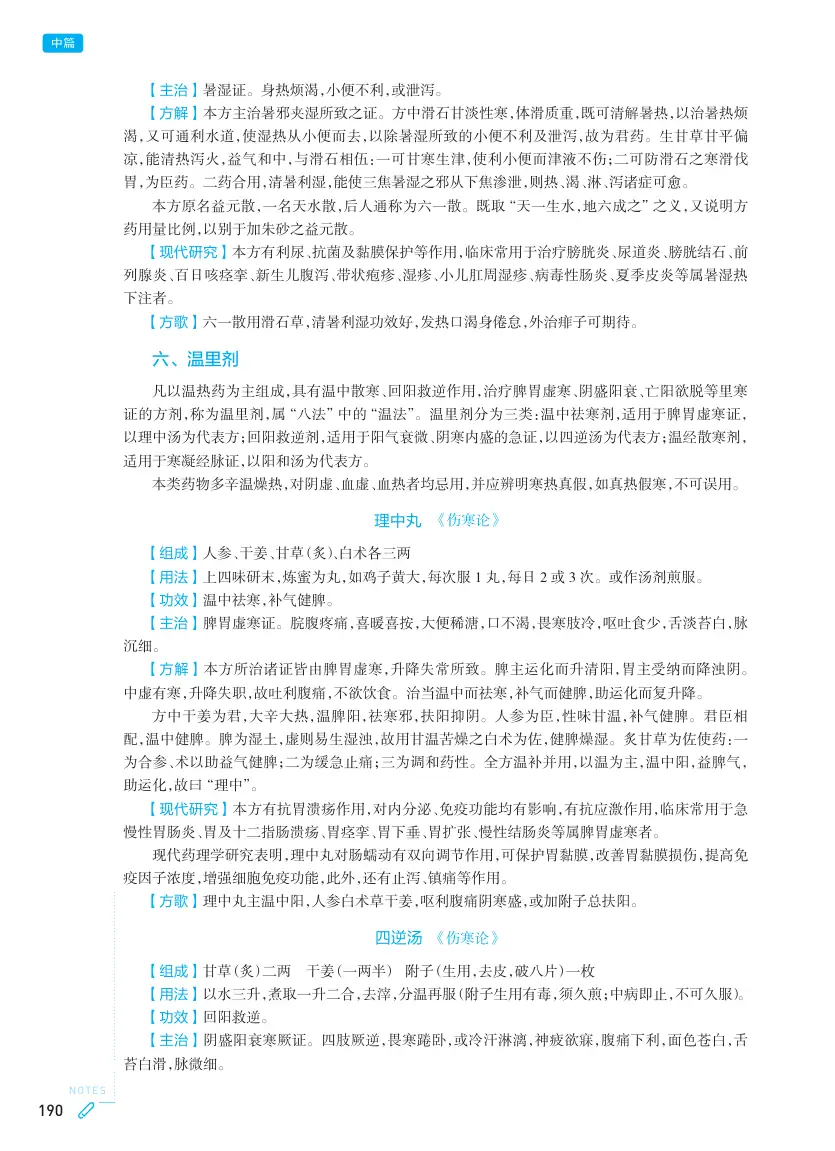 中篇
【主治】暑湿证。身热烦渴,小便不利,或泄泻。
【方解】本方主治暑邪夹湿所致之证。方中滑石甘淡性寒,体滑质重,既可清解暑热,以治暑热烦
渴,又可通利水道,使湿热从小便而去,以除暑湿所致的小便不利及泄泻,故为君药。生甘草甘平偏
凉,能清热泻火,益气和中,与滑石相伍:一可甘寒生津,使利小便而津液不伤;二可防滑石之寒滑伐
胃,为臣药。二药合用,清暑利湿,能使三焦暑湿之邪从下焦渗泄,则热、渴、淋、泻诸症可愈。
本方原名益元散,一名天水散,后人通称为六一散。既取“天一生水,地六成之”之义,又说明方
药用量比例,以别于加朱砂之益元散。
【现代研究】本方有利尿、抗菌及黏膜保护等作用,临床常用于治疗膀胱炎、尿道炎、膀胱结石、前
列腺炎、百日咳痉挛、新生儿腹泻、带状疱疹、湿疹、小儿肛周湿疹、病毒性肠炎、夏季皮炎等属暑湿热
下注者。
【方歌】六一散用滑石草,清暑利湿功效好,发热口渴身倦怠,外治痱子可期待。
六、温里剂
凡以温热药为主组成,具有温中散寒、回阳救逆作用,治疗脾胃虚寒、阴盛阳衰、亡阳欲脱等里寒
证的方剂,称为温里剂,属“八法”中的“温法”。温里剂分为三类:温中祛寒剂,适用于脾胃虚寒证,
以理中汤为代表方;回阳救逆剂,适用于阳气衰微、阴寒内盛的急证,以四逆汤为代表方;温经散寒剂,
适用于寒凝经脉证,以阳和汤为代表方。
本类药物多辛温燥热,对阴虚、血虚、血热者均忌用,并应辨明寒热真假,如真热假寒,不可误用。
理中丸 《伤寒论》
【组成】人参、干姜、甘草(炙)、白术各三两
【用法】上四味研末,炼蜜为丸,如鸡子黄大,每次服 1 丸,每日 2 或 3 次。或作汤剂煎服。
【功效】温中祛寒,补气健脾。
【主治】脾胃虚寒证。脘腹疼痛,喜暖喜按,大便稀溏,口不渴,畏寒肢冷,呕吐食少,舌淡苔白,脉
沉细。
【方解】本方所治诸证皆由脾胃虚寒,升降失常所致。脾主运化而升清阳,胃主受纳而降浊阴。
中虚有寒,升降失职,故吐利腹痛,不欲饮食。治当温中而祛寒,补气而健脾,助运化而复升降。
方中干姜为君,大辛大热,温脾阳,祛寒邪,扶阳抑阴。人参为臣,性味甘温,补气健脾。君臣相
配,温中健脾。脾为湿土,虚则易生湿浊,故用甘温苦燥之白术为佐,健脾燥湿。炙甘草为佐使药:一
为合参、术以助益气健脾;二为缓急止痛;三为调和药性。全方温补并用,以温为主,温中阳,益脾气,
助运化,故曰“理中”。
【现代研究】本方有抗胃溃疡作用,对内分泌、免疫功能均有影响,有抗应激作用,临床常用于急
慢性胃肠炎、胃及十二指肠溃疡、胃痉挛、胃下垂、胃扩张、慢性结肠炎等属脾胃虚寒者。
现代药理学研究表明,理中丸对肠蠕动有双向调节作用,可保护胃黏膜,改善胃黏膜损伤,提高免
疫因子浓度,增强细胞免疫功能,此外,还有止泻、镇痛等作用。
【方歌】理中丸主温中阳,人参白术草干姜,呕利腹痛阴寒盛,或加附子总扶阳。
四逆汤 《伤寒论》
【组成】甘草(炙)二两 干姜(一两半) 附子(生用,去皮,破八片)一枚
【用法】以水三升,煮取一升二合,去滓,分温再服(附子生用有毒,须久煎;中病即止,不可久服)。
【功效】回阳救逆。
【主治】阴盛阳衰寒厥证。四肢厥逆,畏寒踡卧,或冷汗淋漓,神疲欲寐,腹痛下利,面色苍白,舌
苔白滑,脉微细。
NOTES
190